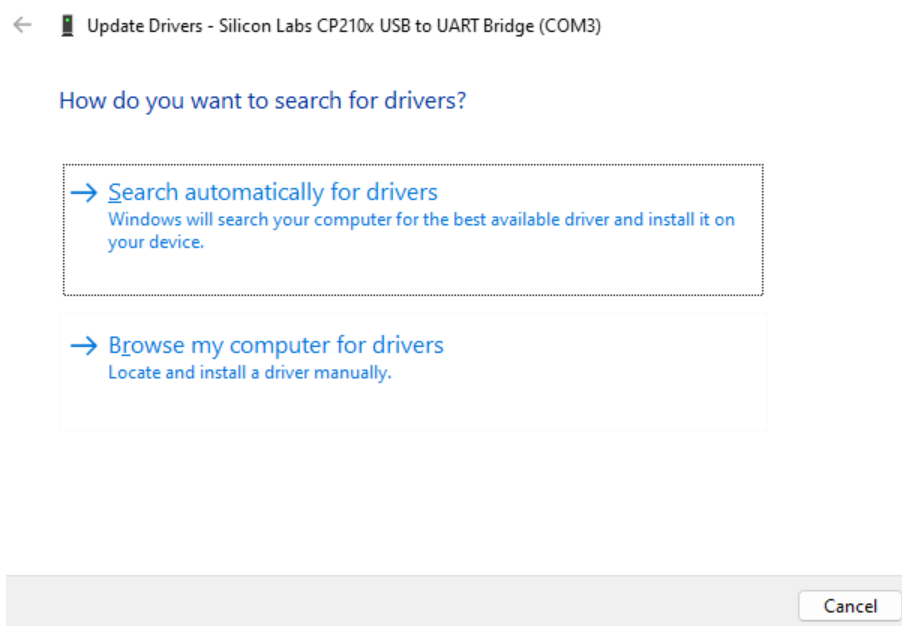 Update Drivers - Silicon Labs CP210x USB to UART Bridge (COM3)
How do you want to search for drivers?
Search automatically for drivers
Windows will search your computer for the best available driver and install it on
your device.
Browse my computer for drivers
Locate and install a driver manually.
Cancel